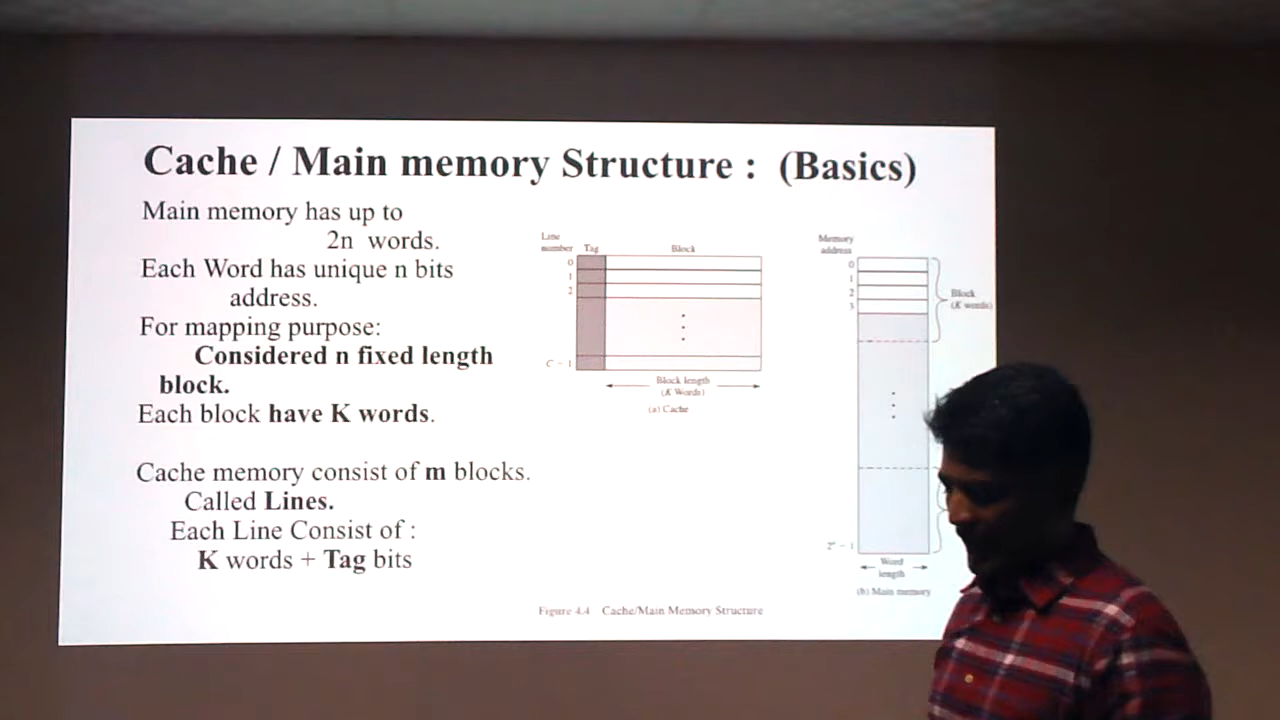 Cache / Main memory Structure : (Basics)
Main memory has up to
2n words.
Each Word has unique n bits
address.
For mapping purpose:
Considered n fixed length
block.
Each block have K words.
Cache memory consist of m blocks.
Called Lines.
Each Line Consist of :
K words + Tag bits
Line
number Tag Block
0
1
2
C – 1
Block length
(K Words)
(a) Cache
Memory
address
0
1
2
3
Block
(K words)
2ⁿ – 1
Word
length
(b) Main memory
Figure 4.4 Cache/Main Memory Structure